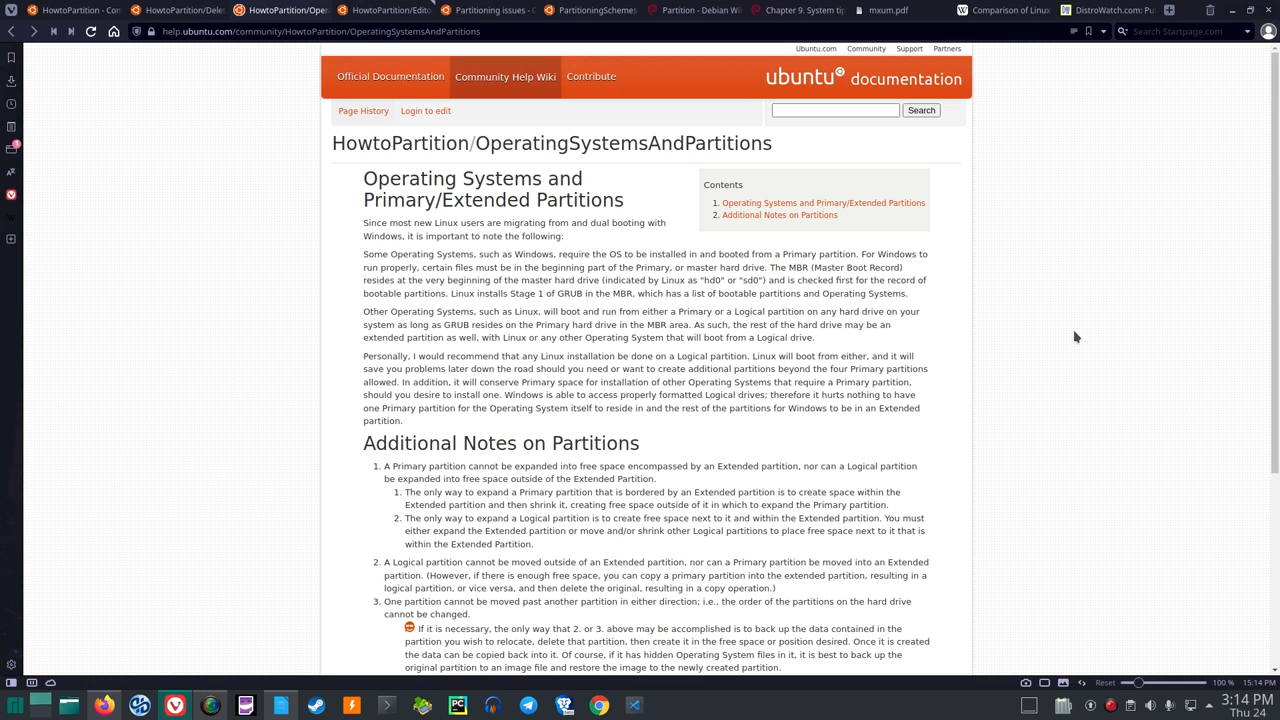 HowtoPartition - Com
HowtoPartition/Dele
HowtoPartition/Oper
HowtoPartition/Edito
Partitioning issues - C
PartitioningSchemes
Partition - Debian Wi
Chapter 9. System tip
mxum.pdf
Comparison of Linux
DistroWatch.com: Pu
help.ubuntu.com/community/HowtoPartition/OperatingSystemsAndPartitions
Search Startpage.com
Ubuntu.com Community Support Partners
Official Documentation Community Help Wiki Contribute
ubuntu documentation
Page History Login to edit
Search
HowtoPartition/OperatingSystemsAndPartitions
Operating Systems and
Primary/Extended Partitions
Contents
1. Operating Systems and Primary/Extended Partitions
2. Additional Notes on Partitions
Since most new Linux users are migrating from and dual booting with
Windows, it is important to note the following:
Some Operating Systems, such as Windows, require the OS to be installed in and booted from a Primary partition. For Windows to
run properly, certain files must be in the beginning part of the Primary, or master hard drive. The MBR (Master Boot Record)
resides at the very beginning of the master hard drive (indicated by Linux as "hd0" or "sd0") and is checked first for the record of
bootable partitions. Linux installs Stage 1 of GRUB in the MBR, which has a list of bootable partitions and Operating Systems.
Other Operating Systems, such as Linux, will boot and run from either a Primary or a Logical partition on any hard drive on your
system as long as GRUB resides on the Primary hard drive in the MBR area. As such, the rest of the hard drive may be an
extended partition as well, with Linux or any other Operating System that will boot from a Logical drive.
Personally, I would recommend that any Linux installation be done on a Logical partition. Linux will boot from either, and it will
save you problems later down the road should you need or want to create additional partitions beyond the four Primary partitions
allowed. In addition, it will conserve Primary space for installation of other Operating Systems that require a Primary partition,
should you desire to install one. Windows is able to access properly formatted Logical drives; therefore it hurts nothing to have
one Primary partition for the Operating System itself to reside in and the rest of the partitions for Windows to be in an Extended
partition.
Additional Notes on Partitions
1. A Primary partition cannot be expanded into free space encompassed by an Extended partition, nor can a Logical partition
be expanded into free space outside of the Extended Partition.
1. The only way to expand a Primary partition that is bordered by an Extended partition is to create space within the
Extended partition and then shrink it, creating free space outside of it in which to expand the Primary partition.
2. The only way to expand a Logical partition is to create free space next to it and within the Extended partition. You must
either expand the Extended partition or move and/or shrink other Logical partitions to place free space next to it that is
within the Extended Partition.
2. A Logical partition cannot be moved outside of an Extended partition, nor can a Primary partition be moved into an Extended
partition. (However, if there is enough free space, you can copy a primary partition into the extended partition, resulting in a
logical partition, or vice versa, and then delete the original, resulting in a copy operation.)
3. One partition cannot be moved past another partition in either direction; i.e., the order of the partitions on the hard drive
cannot be changed.
If it is necessary, the only way that 2. or 3. above may be accomplished is to back up the data contained in the
partition you wish to relocate, delete that partition, then create it in the free space or position desired. Once it is created
the data can be copied back into it. Of course, if it has hidden Operating System files in it, it is best to back up the
original partition to an image file and restore the image to the newly created partition.
Reset 100 % 15:14 PM
3:14 PM
Thu 24